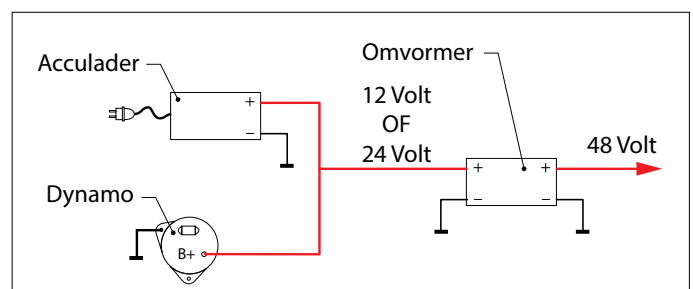 Acculader
+
−
Dynamo
B+
12 Volt
OF
24 Volt
Omvormer
+ +
− −
48 Volt